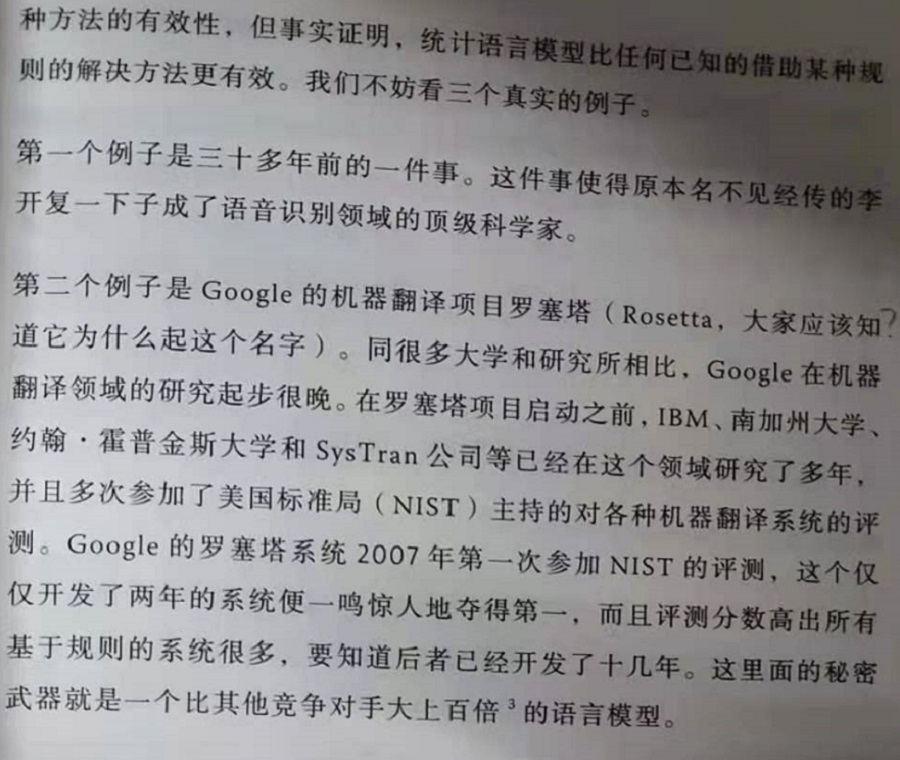 种方法的有效性，但事实证明，统计语言模型比任何已知的借助某种规
则的解决方法更有效。我们不妨看三个真实的例子。
第一个例子是三十多年前的一件事。这件事使得原本名不见经传的李
开复一下子成了语音识别领域的顶级科学家。
第二个例子是 Google 的机器翻译项目罗塞塔（Rosetta，大家应该知?
道它为什么起这个名字）。同很多大学和研究所相比，Google 在机器
翻译领域的研究起步很晚。在罗塞塔项目启动之前，IBM、南加州大学、
约翰·霍普金斯大学和 SysTran 公司等已经在这个领域研究了多年，
并且多次参加了美国标准局（NIST）主持的对各种机器翻译系统的评
测。Google 的罗塞塔系统 2007 年第一次参加 NIST 的评测，这个仅
仅开发了两年的系统便一鸣惊人地夺得第一，而且评测分数高出所有
基于规则的系统很多，要知道后者已经开发了十几年。这里面的秘密
武器就是一个比其他竞争对手大上百倍 ³ 的语言模型。